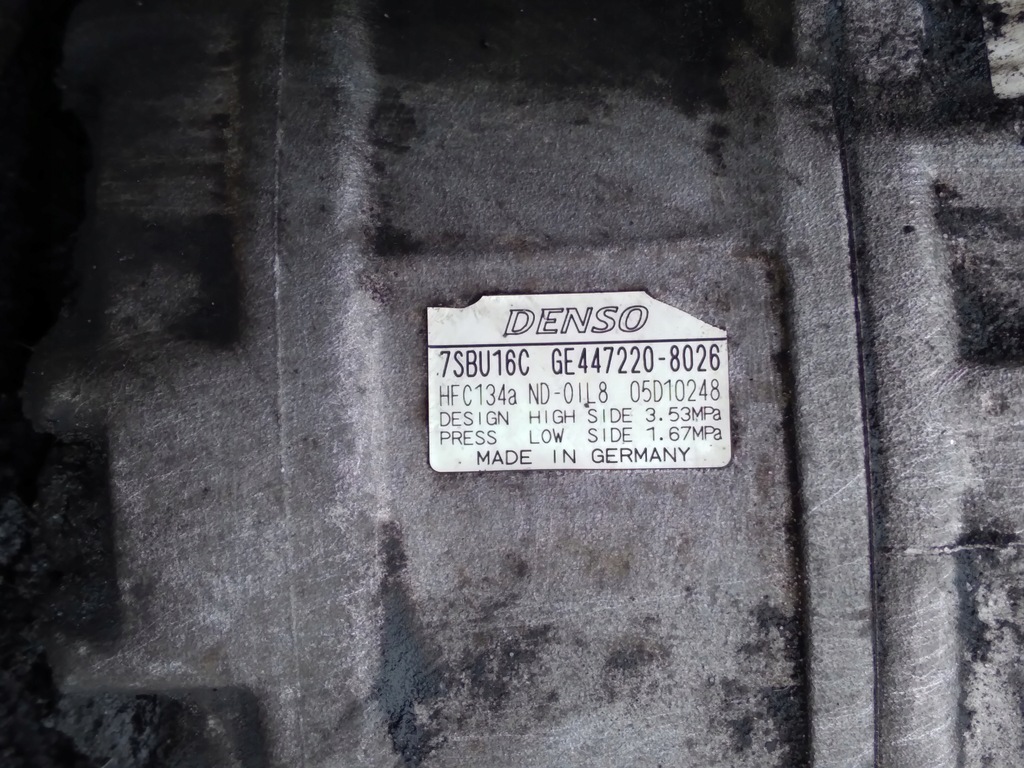 DENSO
7SBU16C GE447220-8026
HFC134a ND-OIL8 05D10248
DESIGN HIGH SIDE 3.53MPa
PRESS LOW SIDE 1.67MPa
MADE IN GERMANY